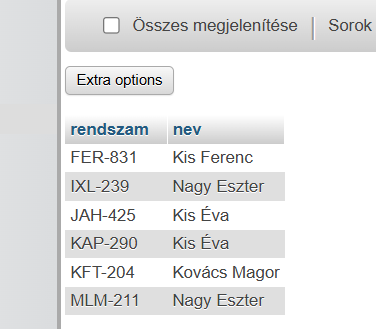 Összes megjelenítése | Sorok
Extra options
rendszam nev
FER-831 Kis Ferenc
IXL-239 Nagy Eszter
JAH-425 Kis Éva
KAP-290 Kis Éva
KFT-204 Kovács Magor
MLM-211 Nagy Eszter